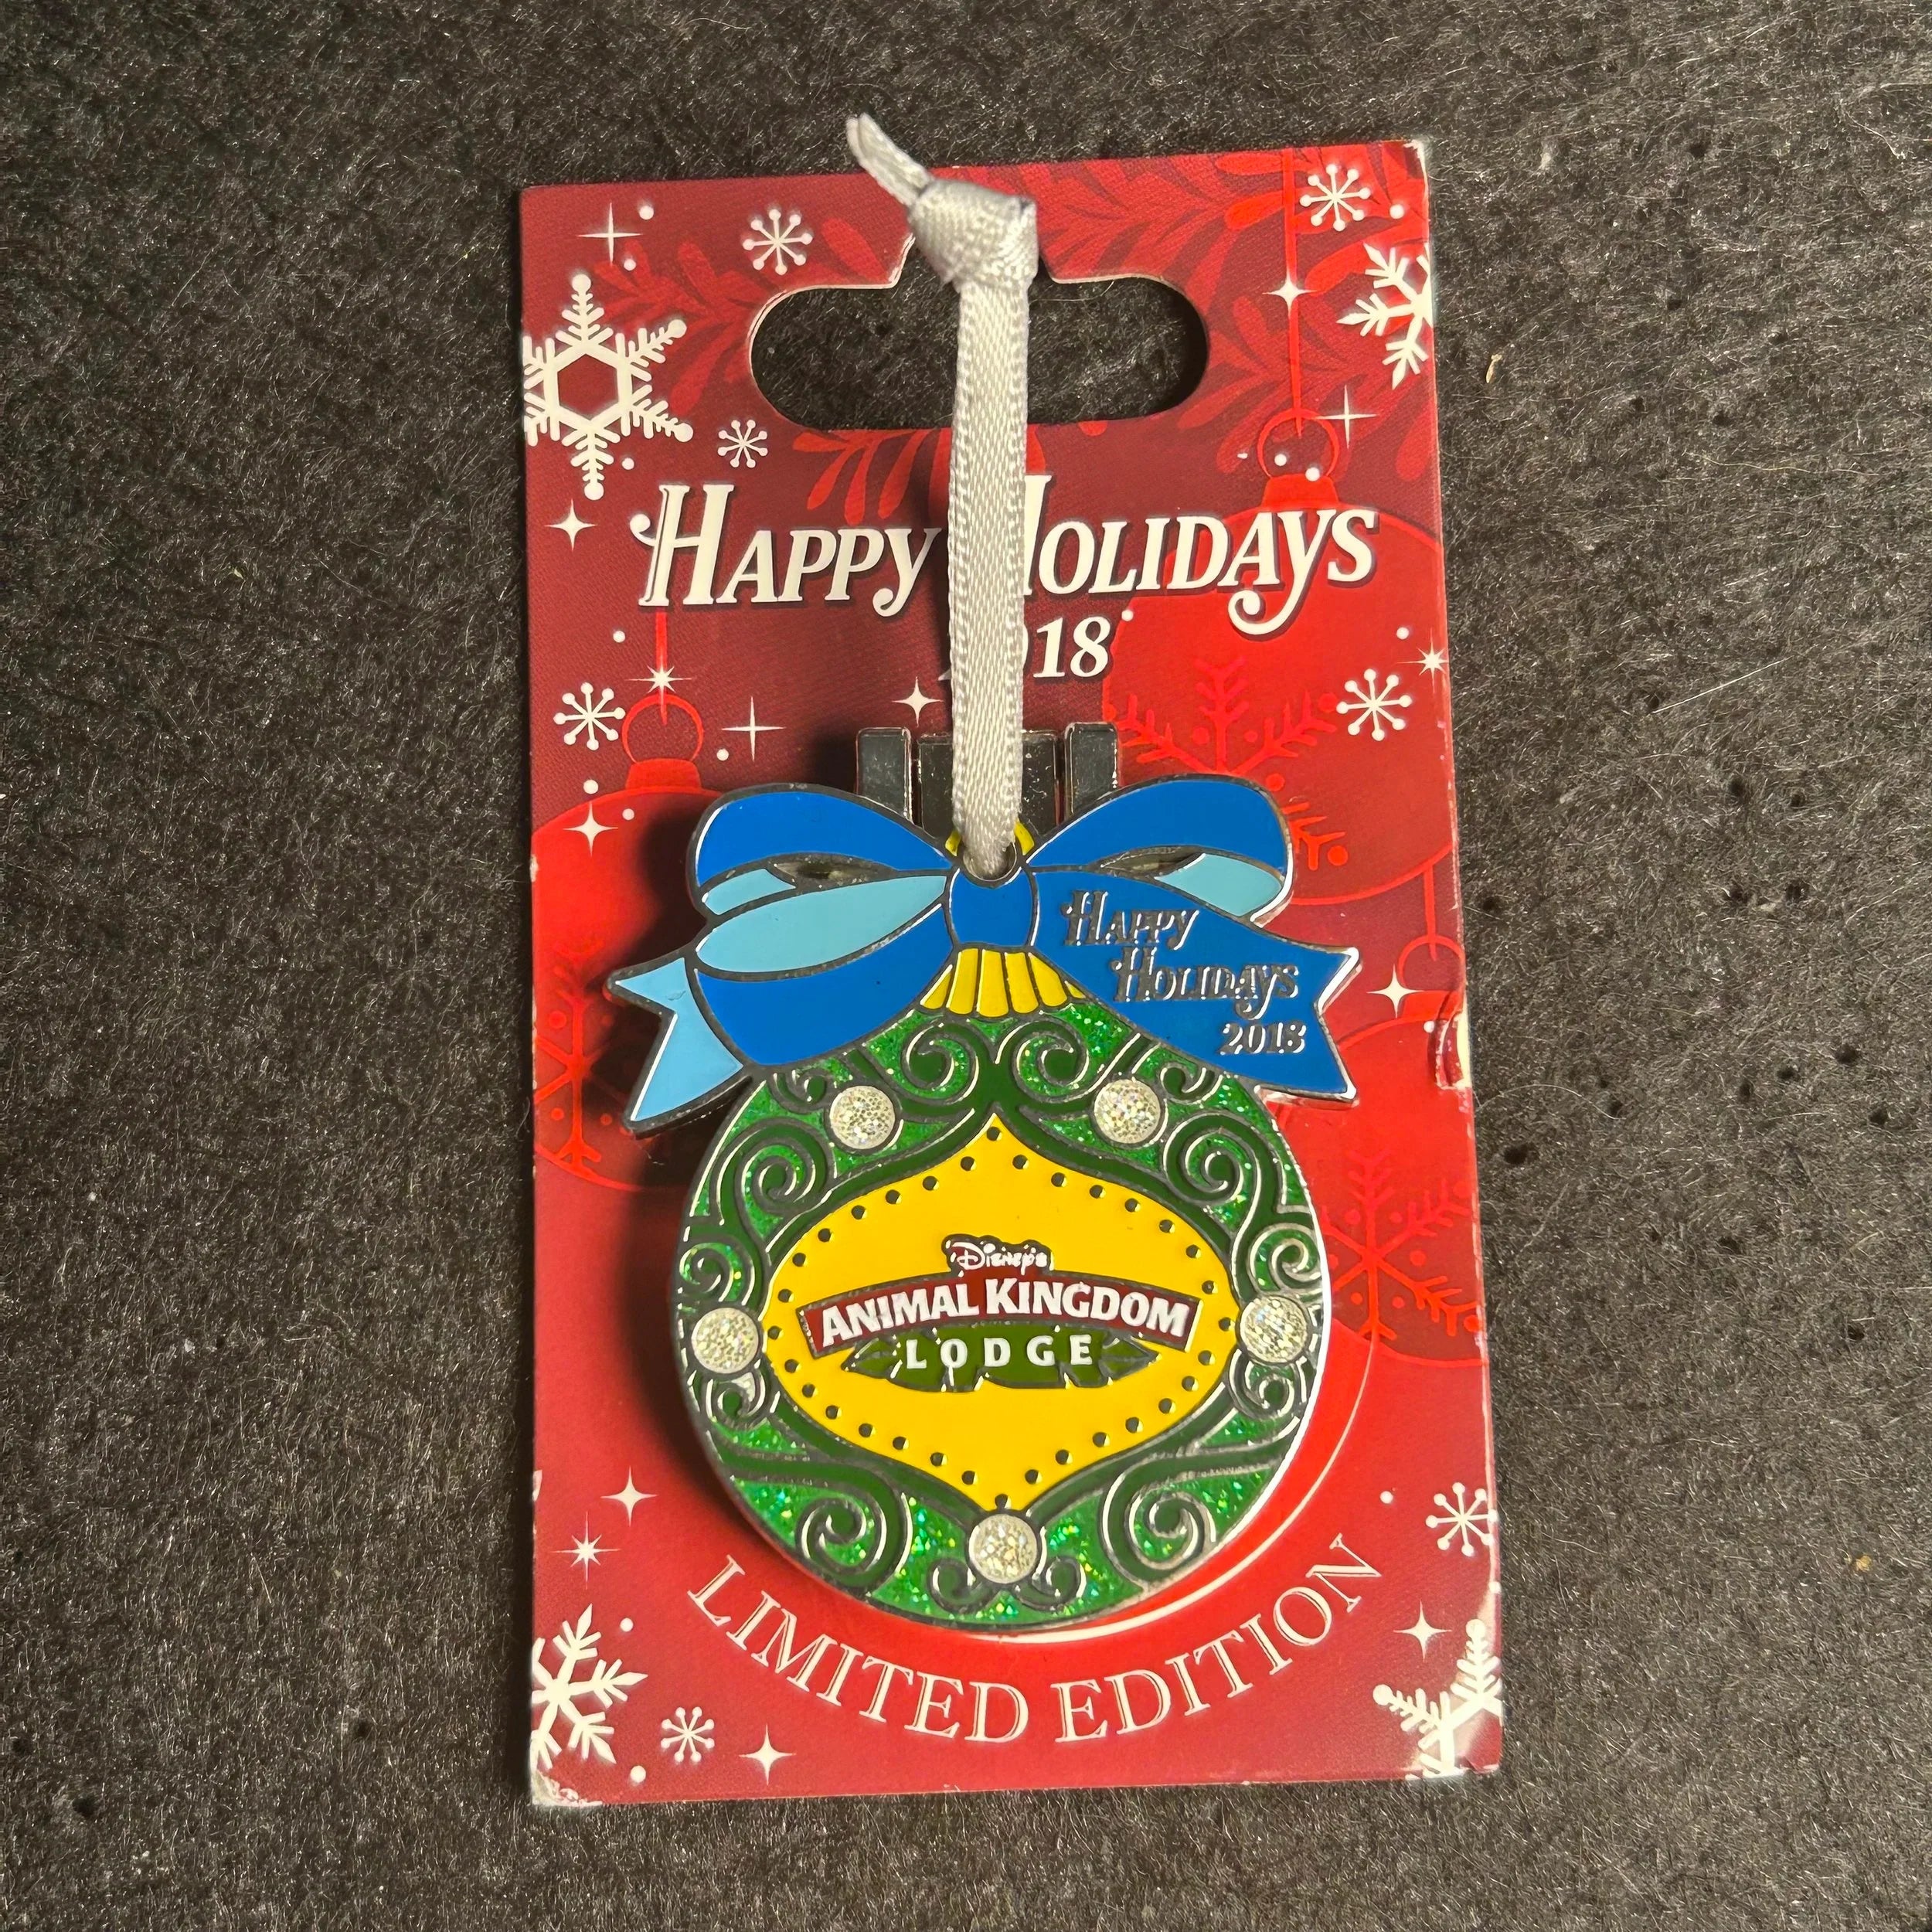 HAPPY HOLIDAYS
2018
HAPPY
HOLIDAYS
2018
Disney's
ANIMAL KINGDOM
LODGE
LIMITED EDITION